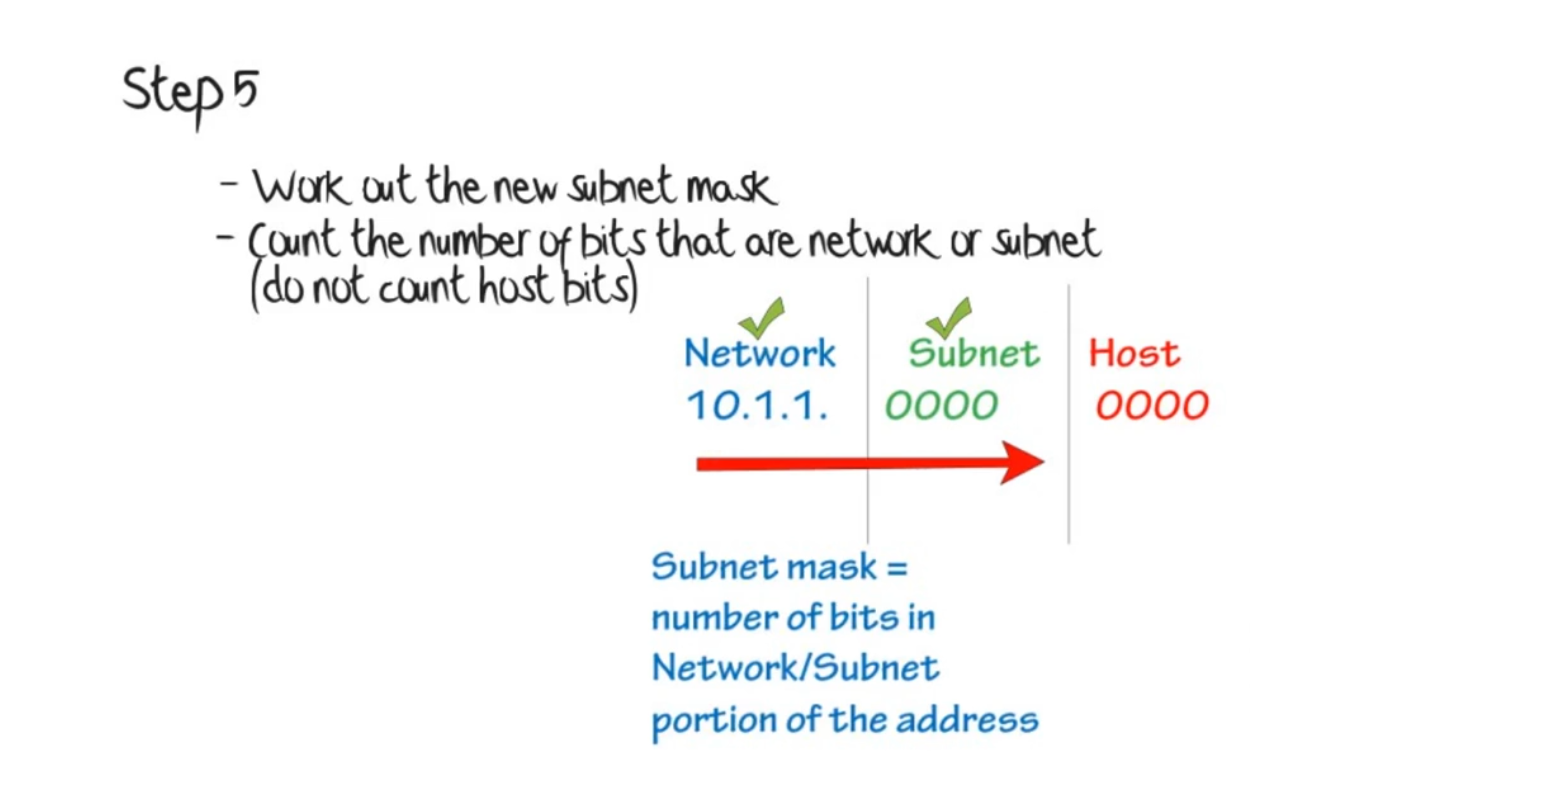 Step 5
- Work out the new subnet mask
- Count the number of bits that are network or subnet
(do not count host bits)
Network Subnet Host
10.1.1. 0000 0000
Subnet mask =
number of bits in
Network/Subnet
portion of the address